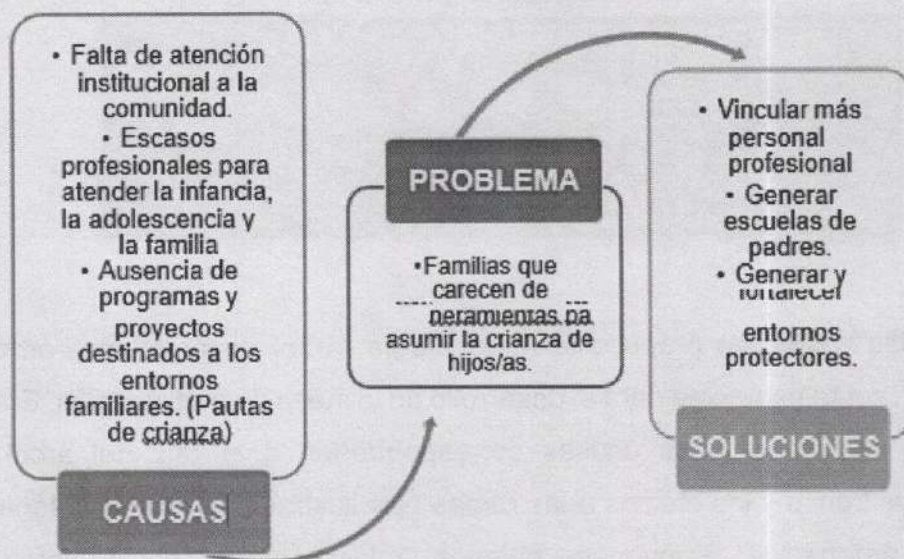 • Falta de atención
institucional a la
comunidad.
• Escasos
profesionales para
atender la infancia,
la adolescencia y
la familia
• Ausencia de
programas y
proyectos
destinados a los
entornos
familiares. (Pautas
de crianza)
CAUSAS
PROBLEMA
•Familias que
carecen de
asumir la crianza de
hijos/as.
• Vincular más
personal
profesional
• Generar
escuelas de
padres.
• Generar y
fortalecer
entornos
protectores.
SOLUCIONES